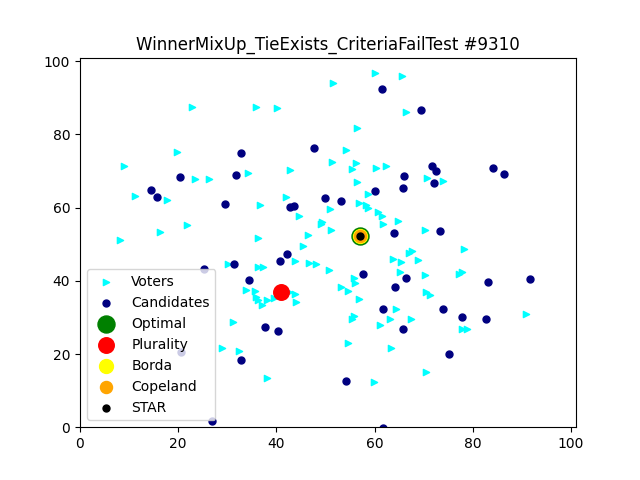 WinnerMixUp_TieExists_CriteriaFailTest #9310
100
80
60
40
20
0
Voters
Candidates
Optimal
Plurality
Borda
Copeland
STAR
0 20 40 60 80 100